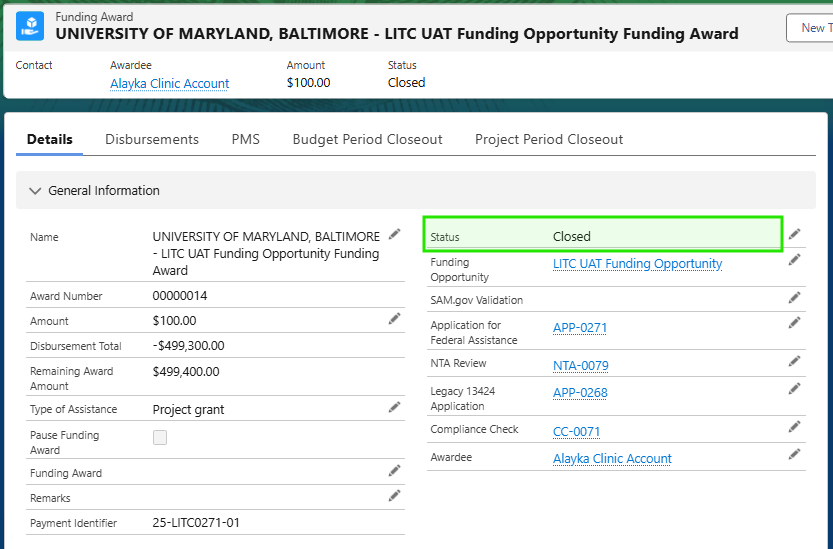 Funding Award
UNIVERSITY OF MARYLAND, BALTIMORE - LITC UAT Funding Opportunity Funding Award
New T
Contact
Awardee
Amount
Status
Alayka Clinic Account
$100.00
Closed
Details
Disbursements
PMS
Budget Period Closeout
Project Period Closeout
General Information
Name
UNIVERSITY OF MARYLAND, BALTIMORE
- LITC UAT Funding Opportunity Funding
Award
Award Number
00000014
Amount
$100.00
Disbursement Total
-$499,300.00
Remaining Award
Amount
$499,400.00
Type of Assistance
Project grant
Pause Funding
Award
Funding Award
Remarks
Payment Identifier
25-LITC0271-01
Status
Closed
Funding
Opportunity
LITC UAT Funding Opportunity
SAM.gov Validation
Application for
Federal Assistance
APP-0271
NTA Review
NTA-0079
Legacy 13424
Application
APP-0268
Compliance Check
CC-0071
Awardee
Alayka Clinic Account